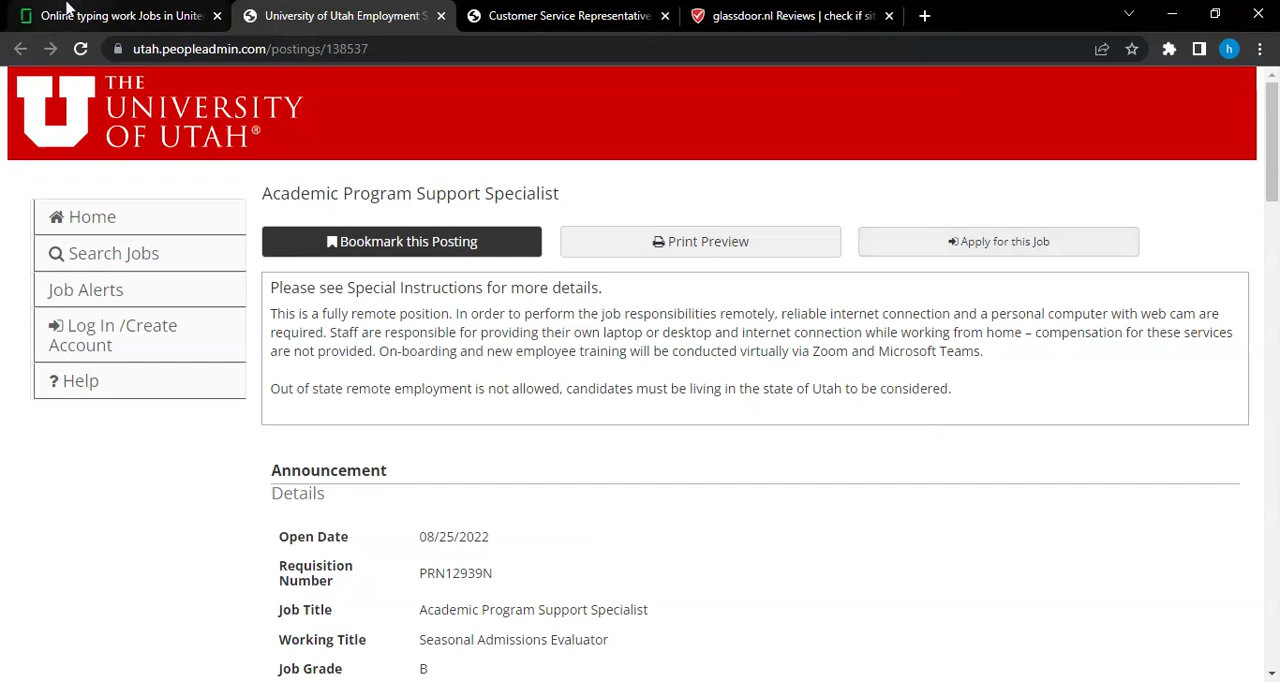 Online typing work Jobs in Unite
University of Utah Employment S
Customer Service Representative
glassdoor.nl Reviews | check if sit
utah.peopleadmin.com/postings/138537
h
THE
UNIVERSITY
OF UTAH®
Home
Search Jobs
Job Alerts
Log In /Create
Account
? Help
Academic Program Support Specialist
Bookmark this Posting
Print Preview
Apply for this Job
Please see Special Instructions for more details.
This is a fully remote position. In order to perform the job responsibilities remotely, reliable internet connection and a personal computer with web cam are
required. Staff are responsible for providing their own laptop or desktop and internet connection while working from home – compensation for these services
are not provided. On-boarding and new employee training will be conducted virtually via Zoom and Microsoft Teams.
Out of state remote employment is not allowed, candidates must be living in the state of Utah to be considered.
Announcement
Details
Open Date 08/25/2022
Requisition
Number PRN12939N
Job Title Academic Program Support Specialist
Working Title Seasonal Admissions Evaluator
Job Grade B